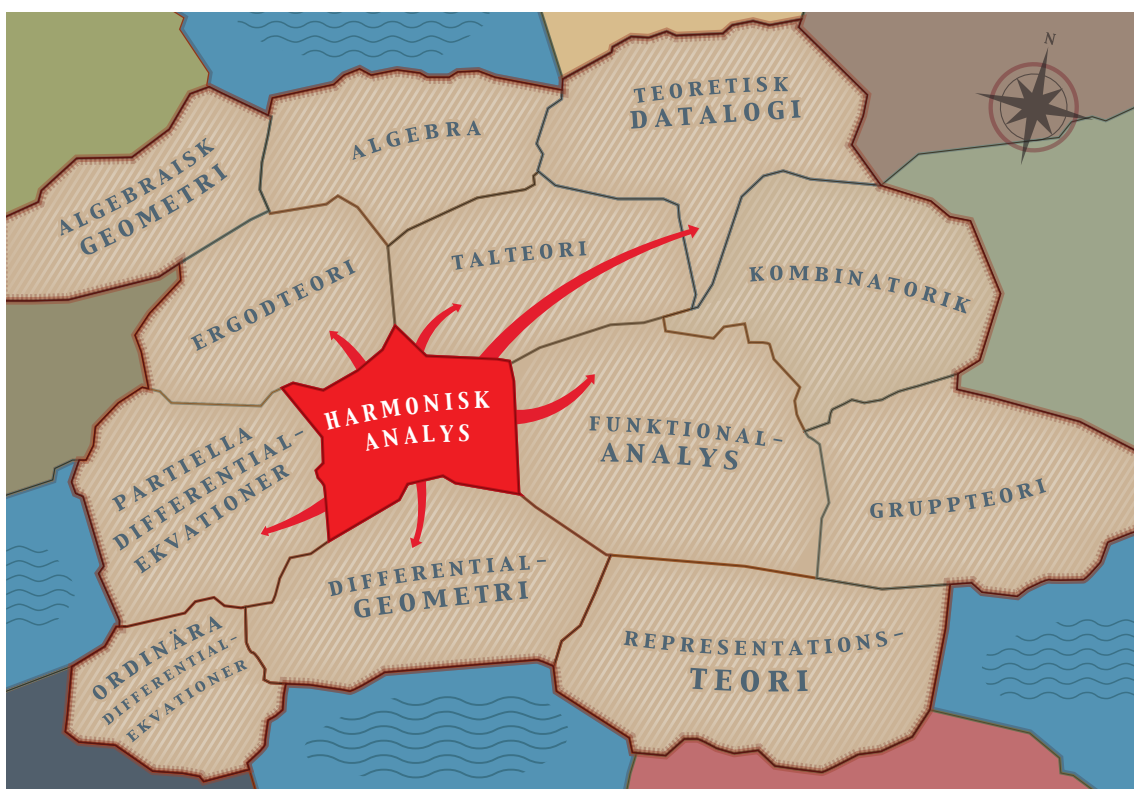 N
TEORETISK
DATALOGI
ALGEBRA
ALGEBRAISK
GEOMETRI
TALTEORI
KOMBINATORIK
ERGODTEORI
HARMONISK
ANALYS
FUNKTIONAL-
ANALYS
PARTIELLA
DIFFERENTIAL-
EKVATIONER
GRUPPTEORI
DIFFERENTIAL-
GEOMETRI
ORDINÄRA
DIFFERENTIAL-
EKVATIONER
REPRESENTATIONS-
TEORI